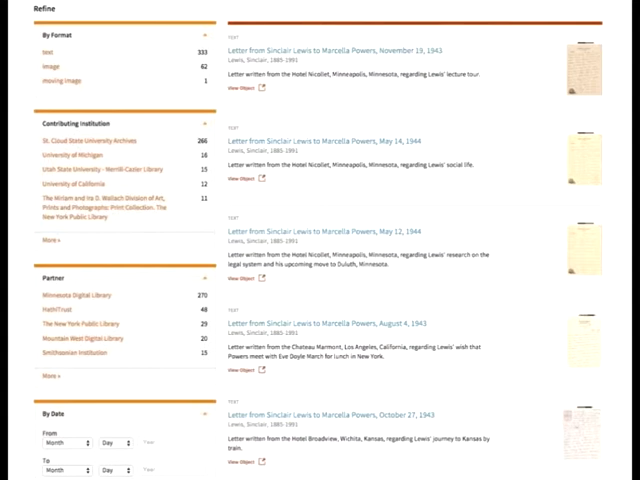 Refine
By Format
text 333
image 62
moving image 1
Contributing Institution
St. Cloud State University Archives 266
University of Michigan 16
Utah State University - Merrill-Cazier Library 15
University of California 12
The Miriam and Ira D. Wallach Division of Art, 11
Prints and Photographs: Print Collection. The
New York Public Library
More »
Partner
Minnesota Digital Library 270
HathiTrust 48
The New York Public Library 29
Mountain West Digital Library 20
Smithsonian Institution 15
More »
By Date
From
Month Day Year
To
Month Day Year
TEXT
Letter from Sinclair Lewis to Marcella Powers, November 19, 1943
Lewis, Sinclair, 1885-1991
Letter written from the Hotel Nicollet, Minneapolis, Minnesota, regarding Lewis' lecture tour.
View Object
TEXT
Letter from Sinclair Lewis to Marcella Powers, May 14, 1944
Lewis, Sinclair, 1885-1991
Letter written from the Hotel Nicollet, Minneapolis, Minnesota, regarding Lewis' social life.
View Object
TEXT
Letter from Sinclair Lewis to Marcella Powers, May 12, 1944
Lewis, Sinclair, 1885-1991
Letter written from the Hotel Nicollet, Minneapolis, Minnesota, regarding Lewis' research on the
legal system and his upcoming move to Duluth, Minnesota.
View Object
TEXT
Letter from Sinclair Lewis to Marcella Powers, August 4, 1943
Lewis, Sinclair, 1885-1991
Letter written from the Chateau Marmont, Los Angeles, California, regarding Lewis' wish that
Powers meet with Eve Doyle March for lunch in New York.
View Object
TEXT
Letter from Sinclair Lewis to Marcella Powers, October 27, 1943
Lewis, Sinclair, 1885-1991
Letter written from the Hotel Broadview, Wichita, Kansas, regarding Lewis' journey to Kansas by
train.
View Object